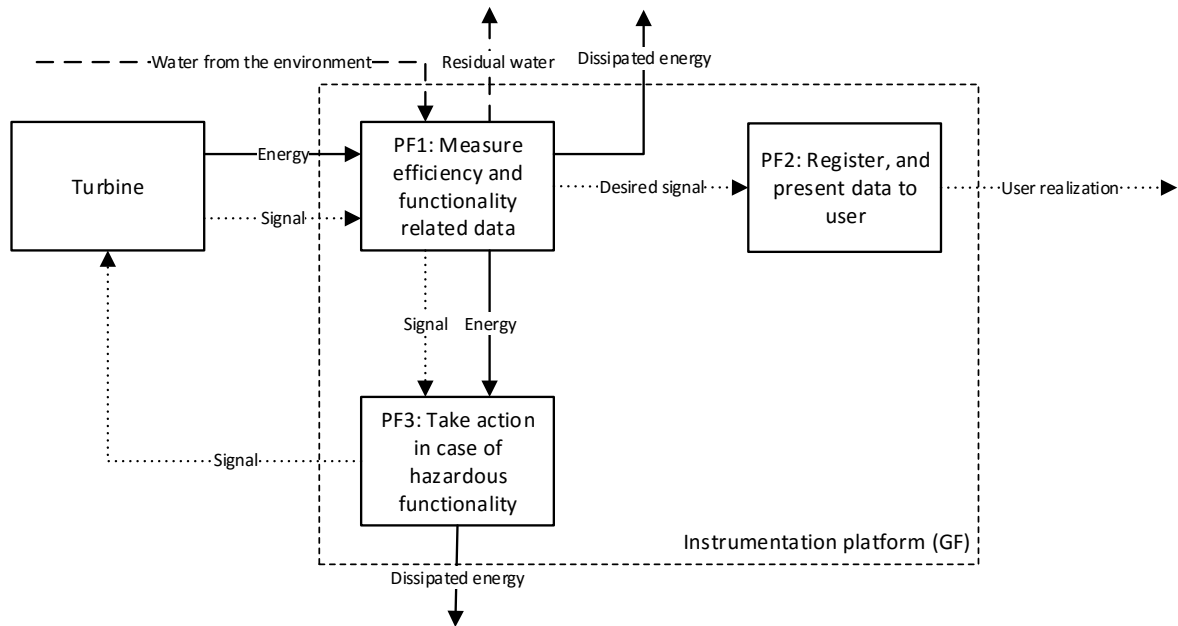 Water from the environment
Residual water
Dissipated energy
Turbine
Energy
Signal
PF1: Measure
efficiency and
functionality
related data
Desired signal
PF2: Register, and
present data to
user
User realization
Signal
Energy
PF3: Take action
in case of
hazardous
functionality
Signal
Instrumentation platform (GF)
Dissipated energy